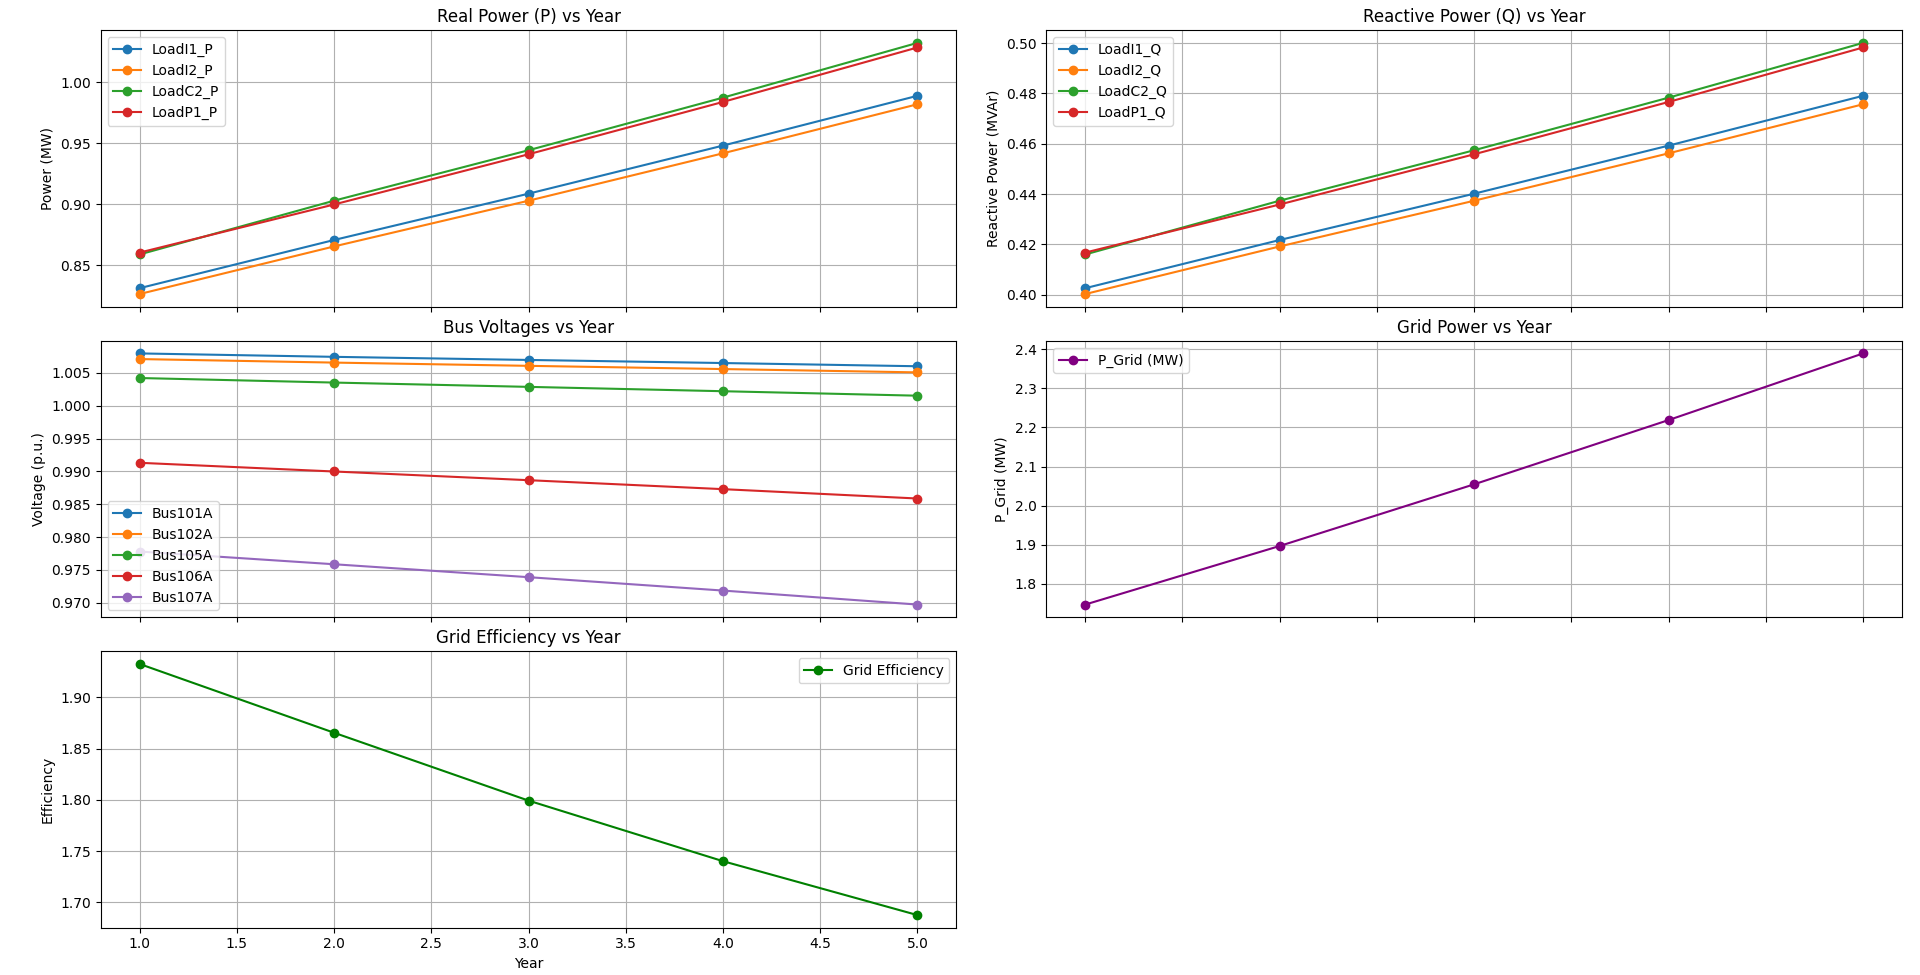 Real Power (P) vs Year
Power (MW)
1.00
0.95
0.90
0.85
LoadI1_P
LoadI2_P
LoadC2_P
LoadP1_P
Reactive Power (Q) vs Year
Reactive Power (MVAr)
0.50
0.48
0.46
0.44
0.42
0.40
LoadI1_Q
LoadI2_Q
LoadC2_Q
LoadP1_Q
Bus Voltages vs Year
Voltage (p.u.)
1.005
1.000
0.995
0.990
0.985
0.980
0.975
0.970
Bus101A
Bus102A
Bus105A
Bus106A
Bus107A
Grid Power vs Year
P_Grid (MW)
2.4
2.3
2.2
2.1
2.0
1.9
1.8
P_Grid (MW)
Grid Efficiency vs Year
Efficiency
1.90
1.85
1.80
1.75
1.70
Grid Efficiency
1.0 1.5 2.0 2.5 3.0 3.5 4.0 4.5 5.0
Year